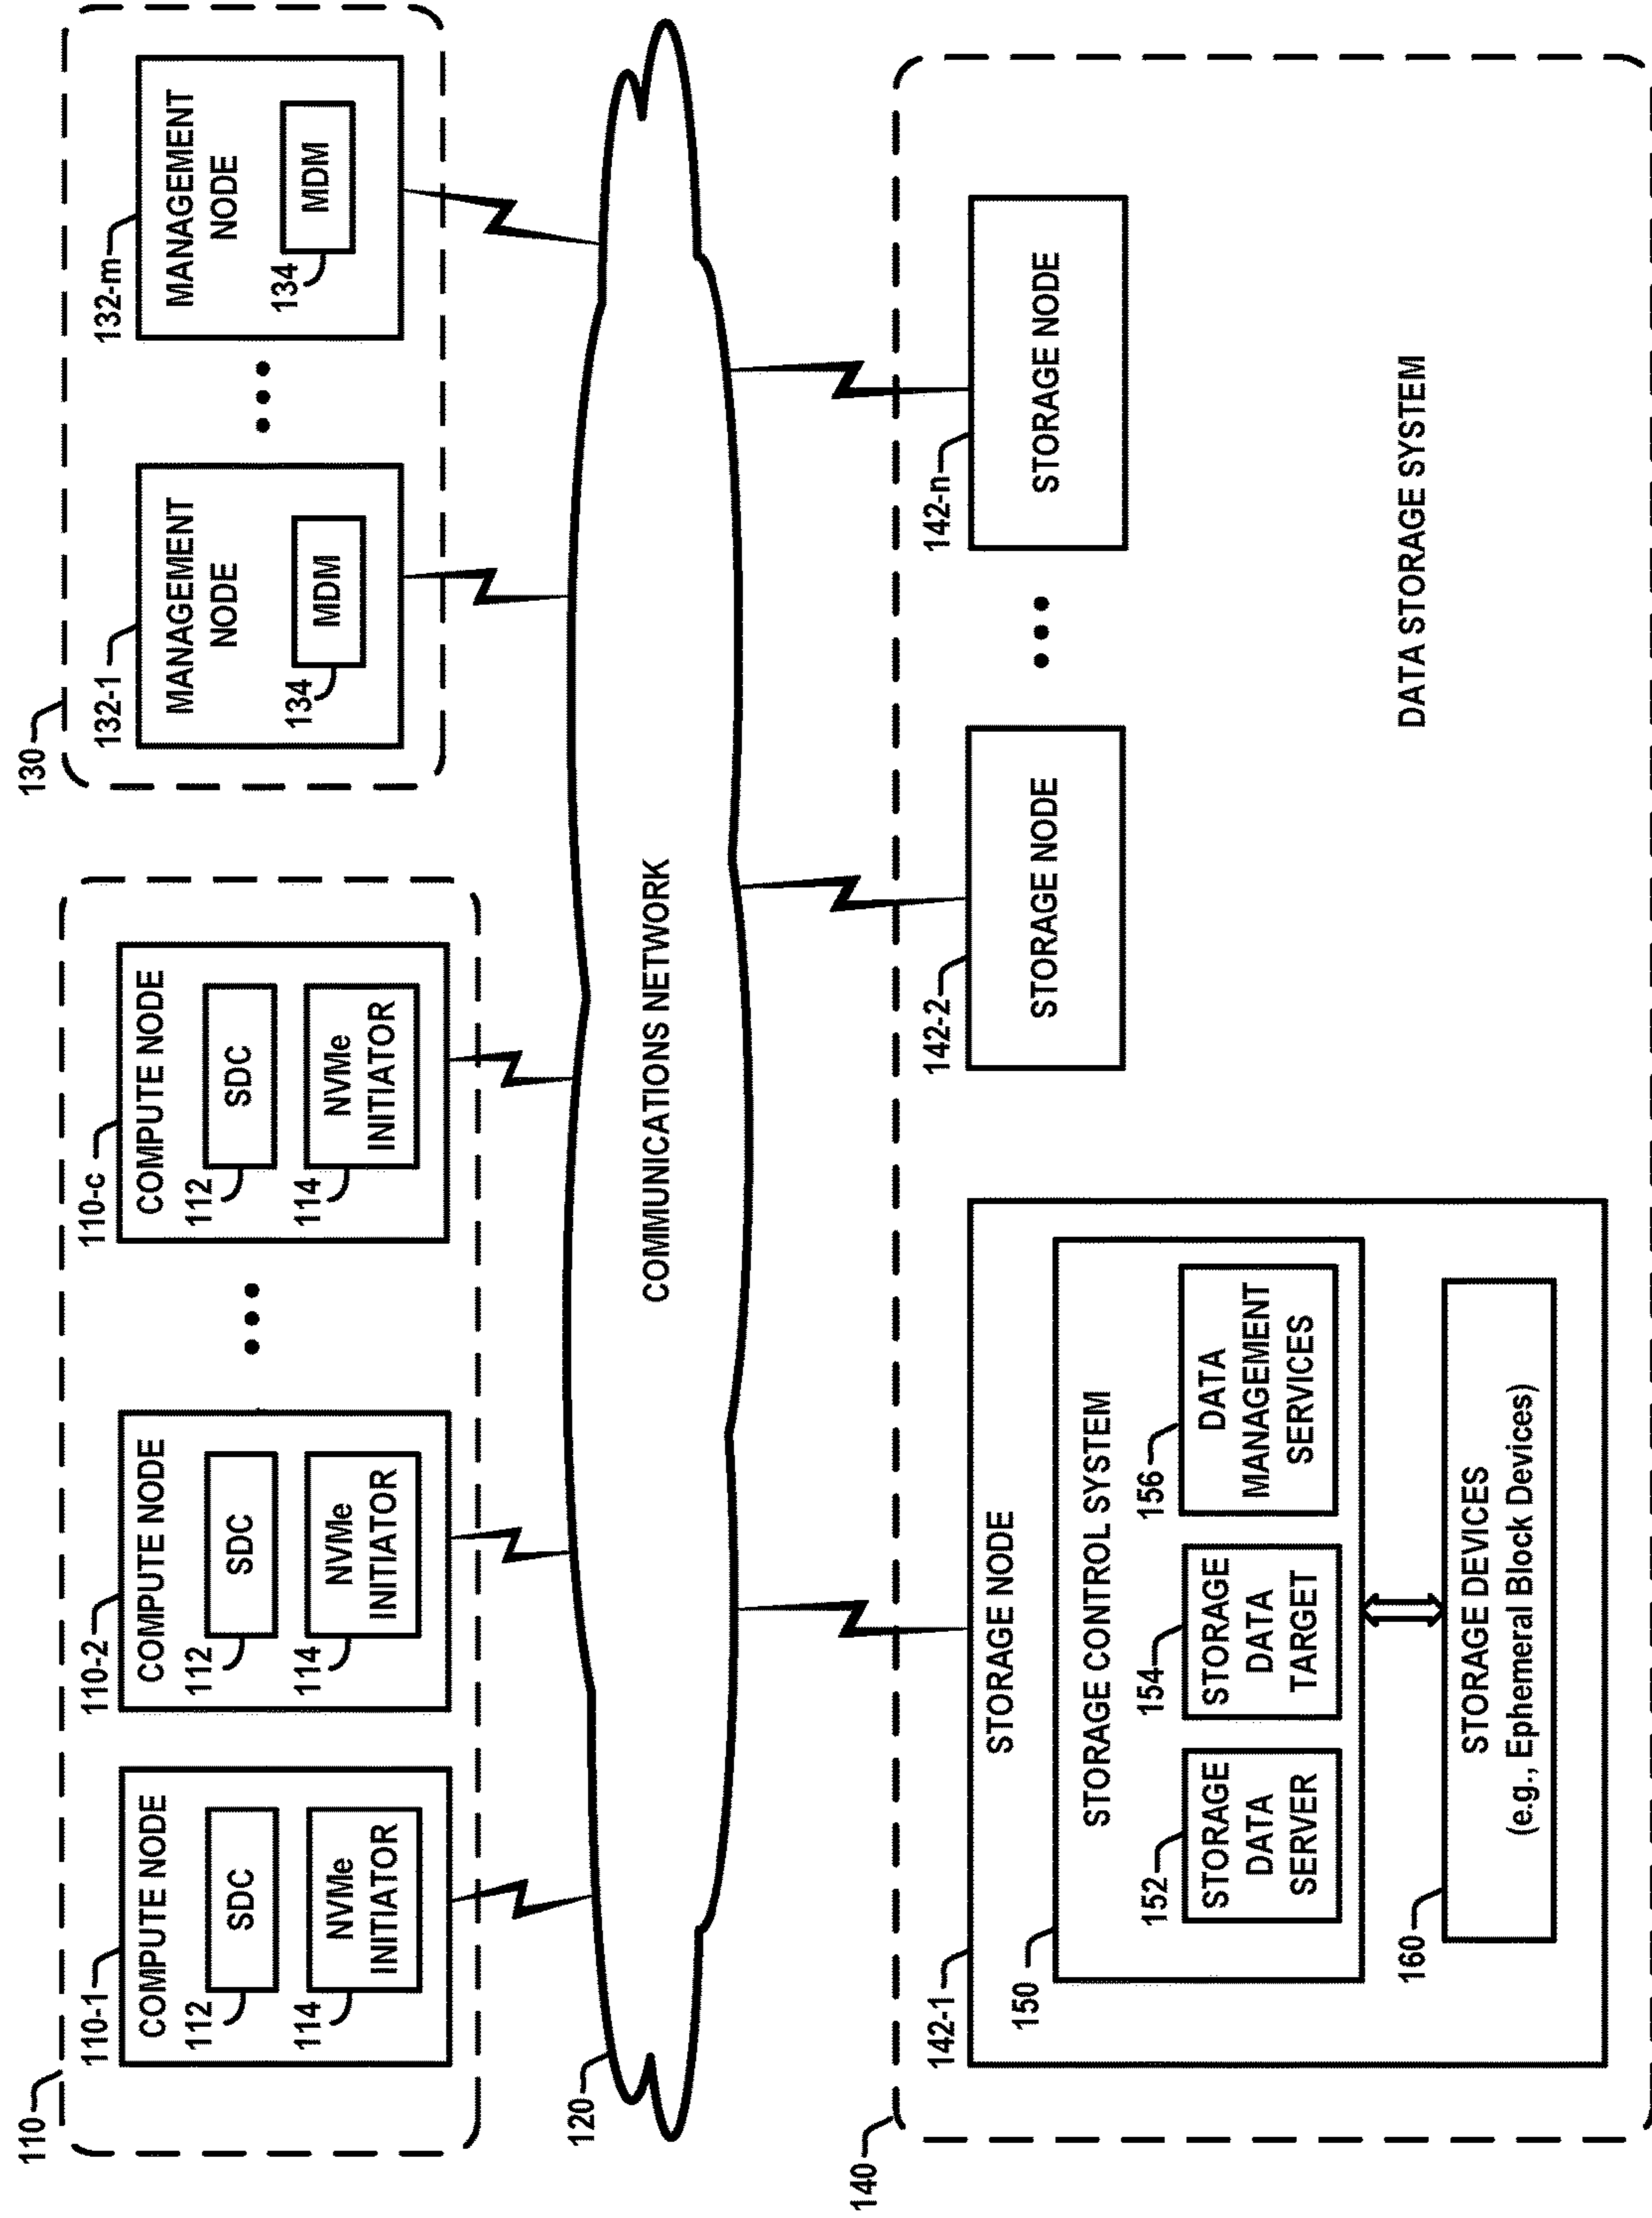 110
110-1
COMPUTE NODE
112
SDC
114
NVMe
INITIATOR
110-2
COMPUTE NODE
112
SDC
114
NVMe
INITIATOR
110-c
COMPUTE NODE
112
SDC
114
NVMe
INITIATOR
130
132-1
MANAGEMENT
NODE
134
MDM
132-m
MANAGEMENT
NODE
134
MDM
120
COMMUNICATIONS NETWORK
140
142-1
STORAGE NODE
150
STORAGE CONTROL SYSTEM
152
STORAGE
DATA
SERVER
154
STORAGE
DATA
TARGET
156
DATA
MANAGEMENT
SERVICES
160
STORAGE DEVICES
(e.g., Ephemeral Block Devices)
142-2
STORAGE NODE
142-n
STORAGE NODE
DATA STORAGE SYSTEM